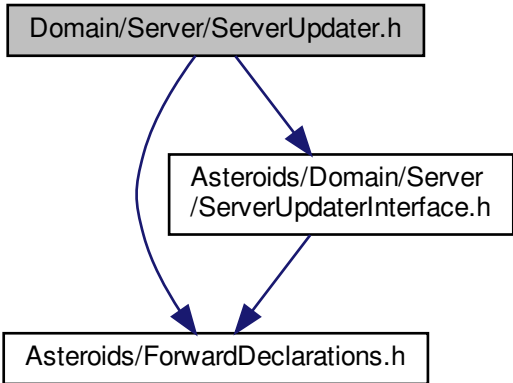 Domain/Server/ServerUpdater.h
Asteroids/Domain/Server
/ServerUpdaterInterface.h
Asteroids/ForwardDeclarations.h